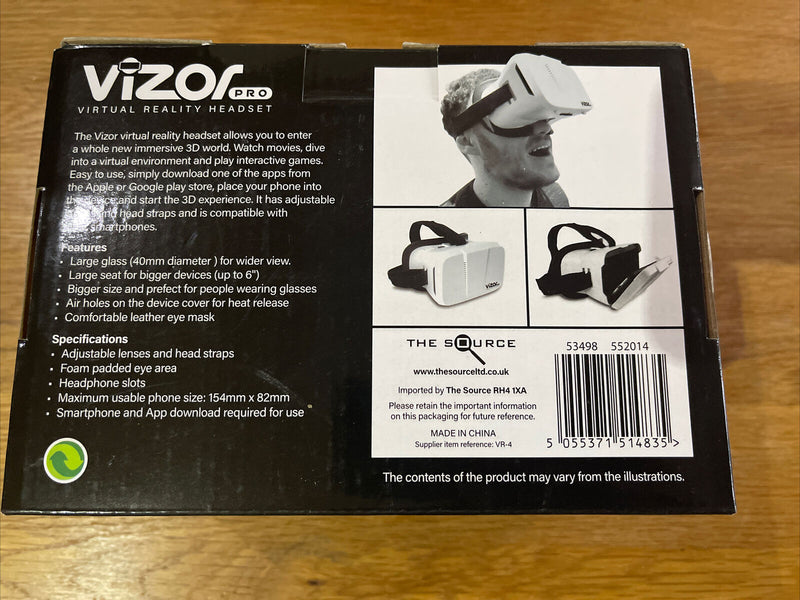 VIZOR PRO
VIRTUAL REALITY HEADSET
The Vizor virtual reality headset allows you to enter
a whole new immersive 3D world. Watch movies, dive
into a virtual environment and play interactive games.
Easy to use, simply download one of the apps from
the Apple or Google play store, place your phone into
the device and start the 3D experience. It has adjustable
and head straps and is compatible with
smartphones.
Features
• Large glass (40mm diameter ) for wider view.
• Large seat for bigger devices (up to 6")
• Bigger size and prefect for people wearing glasses
• Air holes on the device cover for heat release
• Comfortable leather eye mask
Specifications
• Adjustable lenses and head straps
• Foam padded eye area
• Headphone slots
• Maximum usable phone size: 154mm x 82mm
• Smartphone and App download required for use
VIZOR
VIZOR
THE SOURCE
www.thesourceltd.co.uk
Imported by The Source RH4 1XA
Please retain the important information
on this packaging for future reference.
MADE IN CHINA
Supplier item reference: VR-4
53498 552014
5 055371 514835 >
The contents of the product may vary from the illustrations.